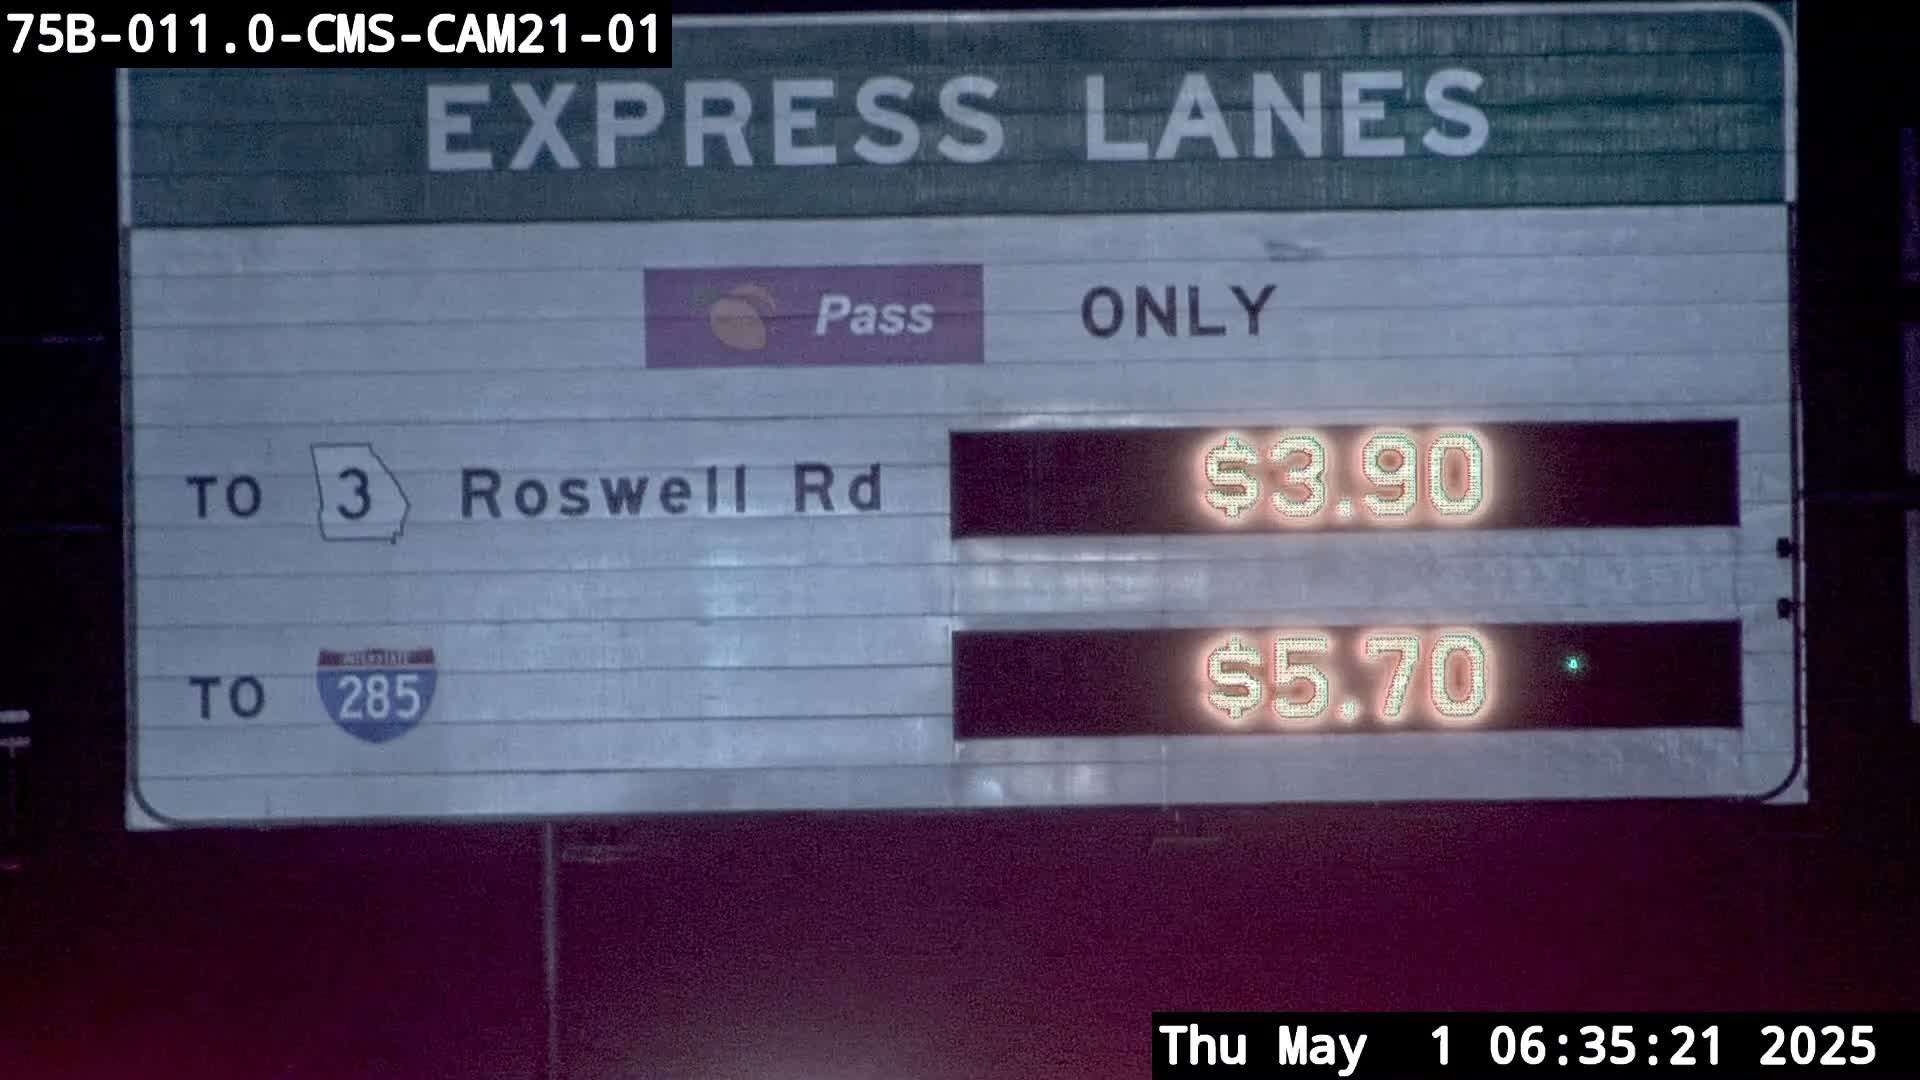 75B-011.0-CMS-CAM21-01
EXPRESS LANES
Pass ONLY
TO 3 Roswell Rd $3.90
TO INTERSTATE 285 $5.70
Thu May 1 06:35:21 2025